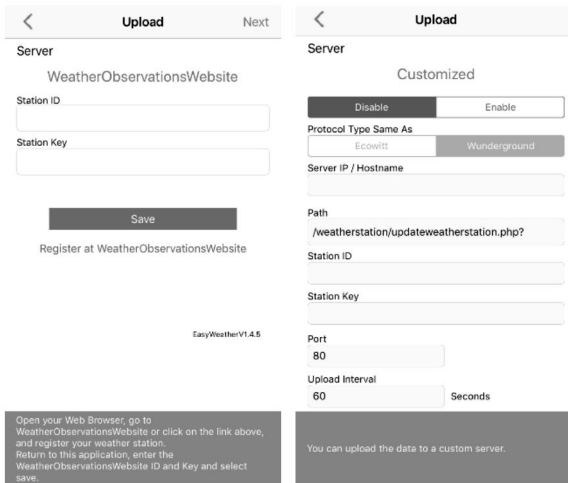 Upload
Next
Server
WeatherObservationsWebsite
Station ID
Station Key
Save
Register at WeatherObservationsWebsite
EasyWeatherV1.4.5
Open your Web Browser, go to
WeatherObservationsWebsite or click on the link above,
and register your weather station.
Return to this application, enter the
WeatherObservationsWebsite ID and Key and select
save.
Upload
Server
Customized
Disable
Enable
Protocol Type Same As
Ecowitt
Wunderground
Server IP / Hostname
Path
/weatherstation/updateweatherstation.php?
Station ID
Station Key
Port
80
Upload Interval
60
Seconds
You can upload the data to a custom server.